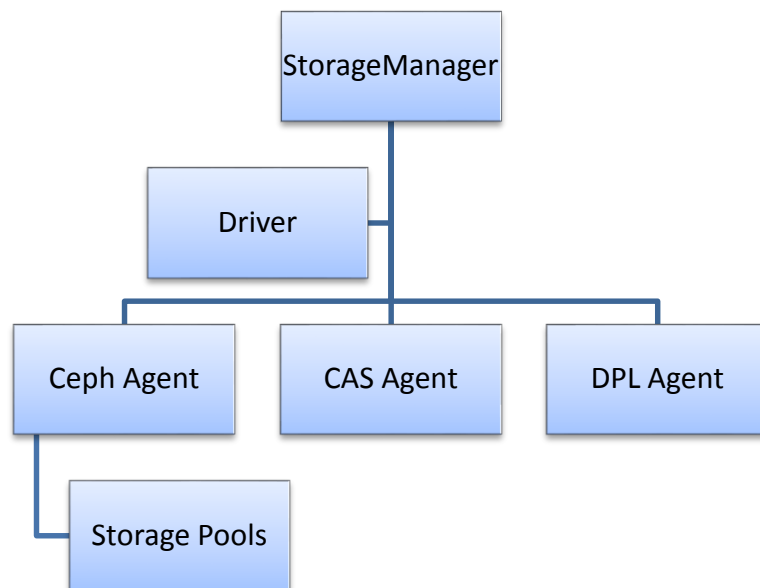 StorageManager
Driver
Ceph Agent
CAS Agent
DPL Agent
Storage Pools